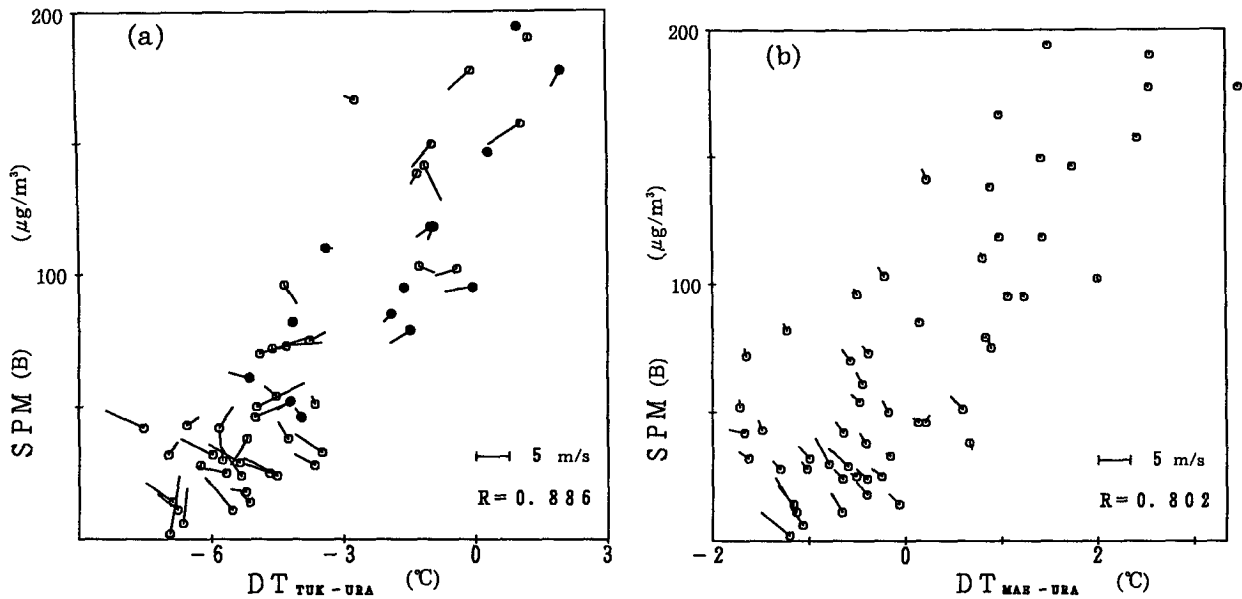 (a)
200
100
SPM (B) (μg/m³)
5 m/s
R=0.886
-6 -3 0 3
DT TUK-URA (℃)
(b)
200
100
SPM (B) (μg/m³)
5 m/s
R=0.802
-2 0 2
DT MAE-URA (℃)